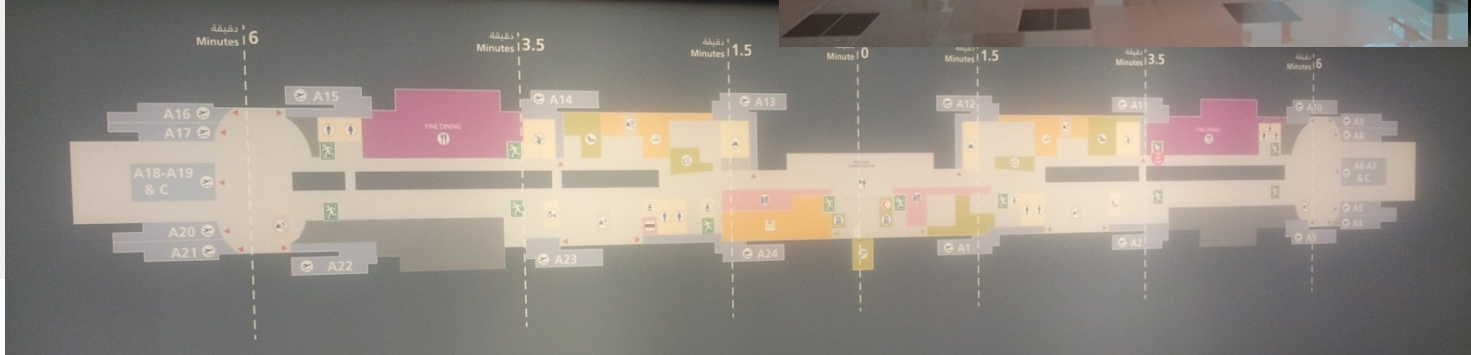 دقيقة
Minutes 6
دقيقة
Minutes 3.5
دقيقة
Minutes 1.5
Minute 0
دقيقة
Minutes 1.5
دقيقة
Minutes 3.5
دقيقة
Minutes 6
A15
A14
A13
A12
A11
A10
A16
A17
A9
A8
FINE DINING
FINE DINING
A18-A19
& C
A6-A7
& C
A20
A21
A5
A4
A22
A23
A24
A1
A2
A3